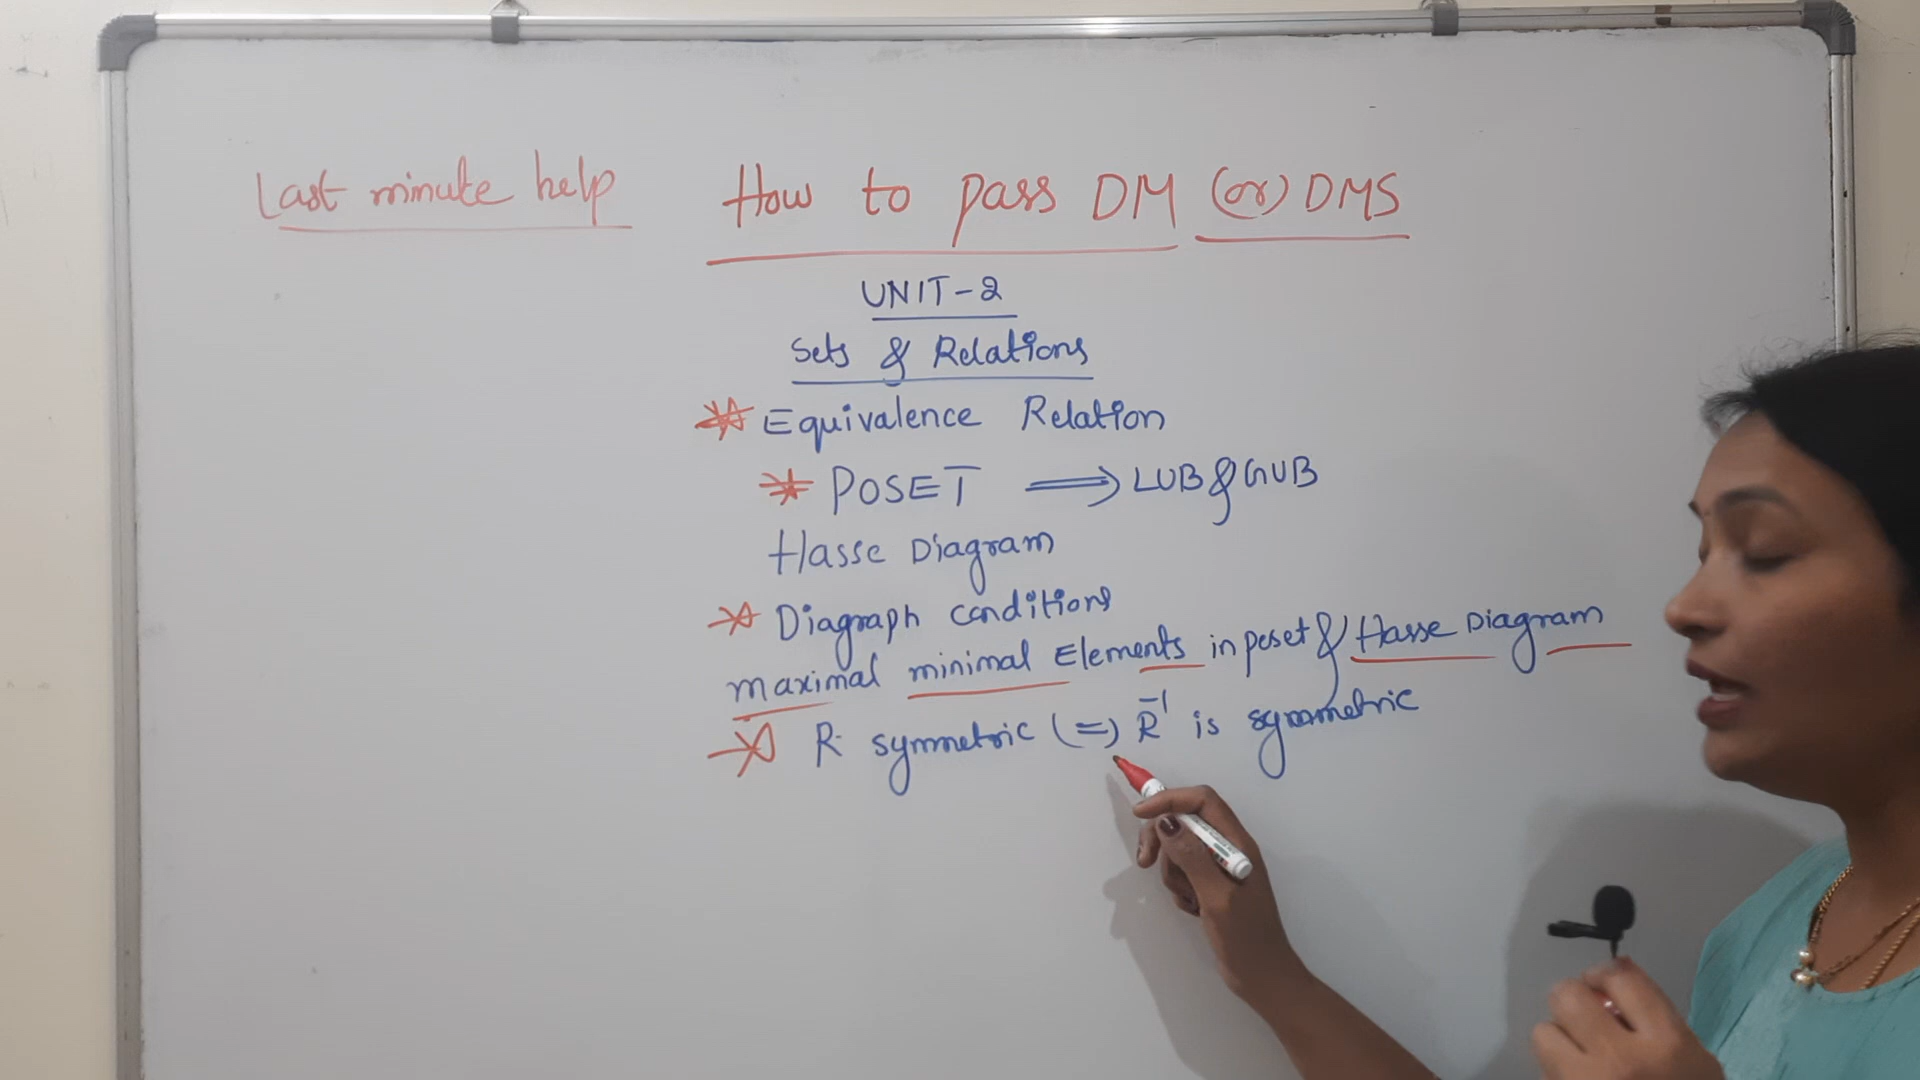 Last minute help
How to pass DM (or) DMS
UNIT-2
Sets & Relations
Equivalence Relation
POSET ⟹ LUB & GUB
Hasse Diagram
Diagraph conditions
maximal minimal Elements in poset & Hasse Diagram
R symmetric (=) R⁻¹ is symmetric